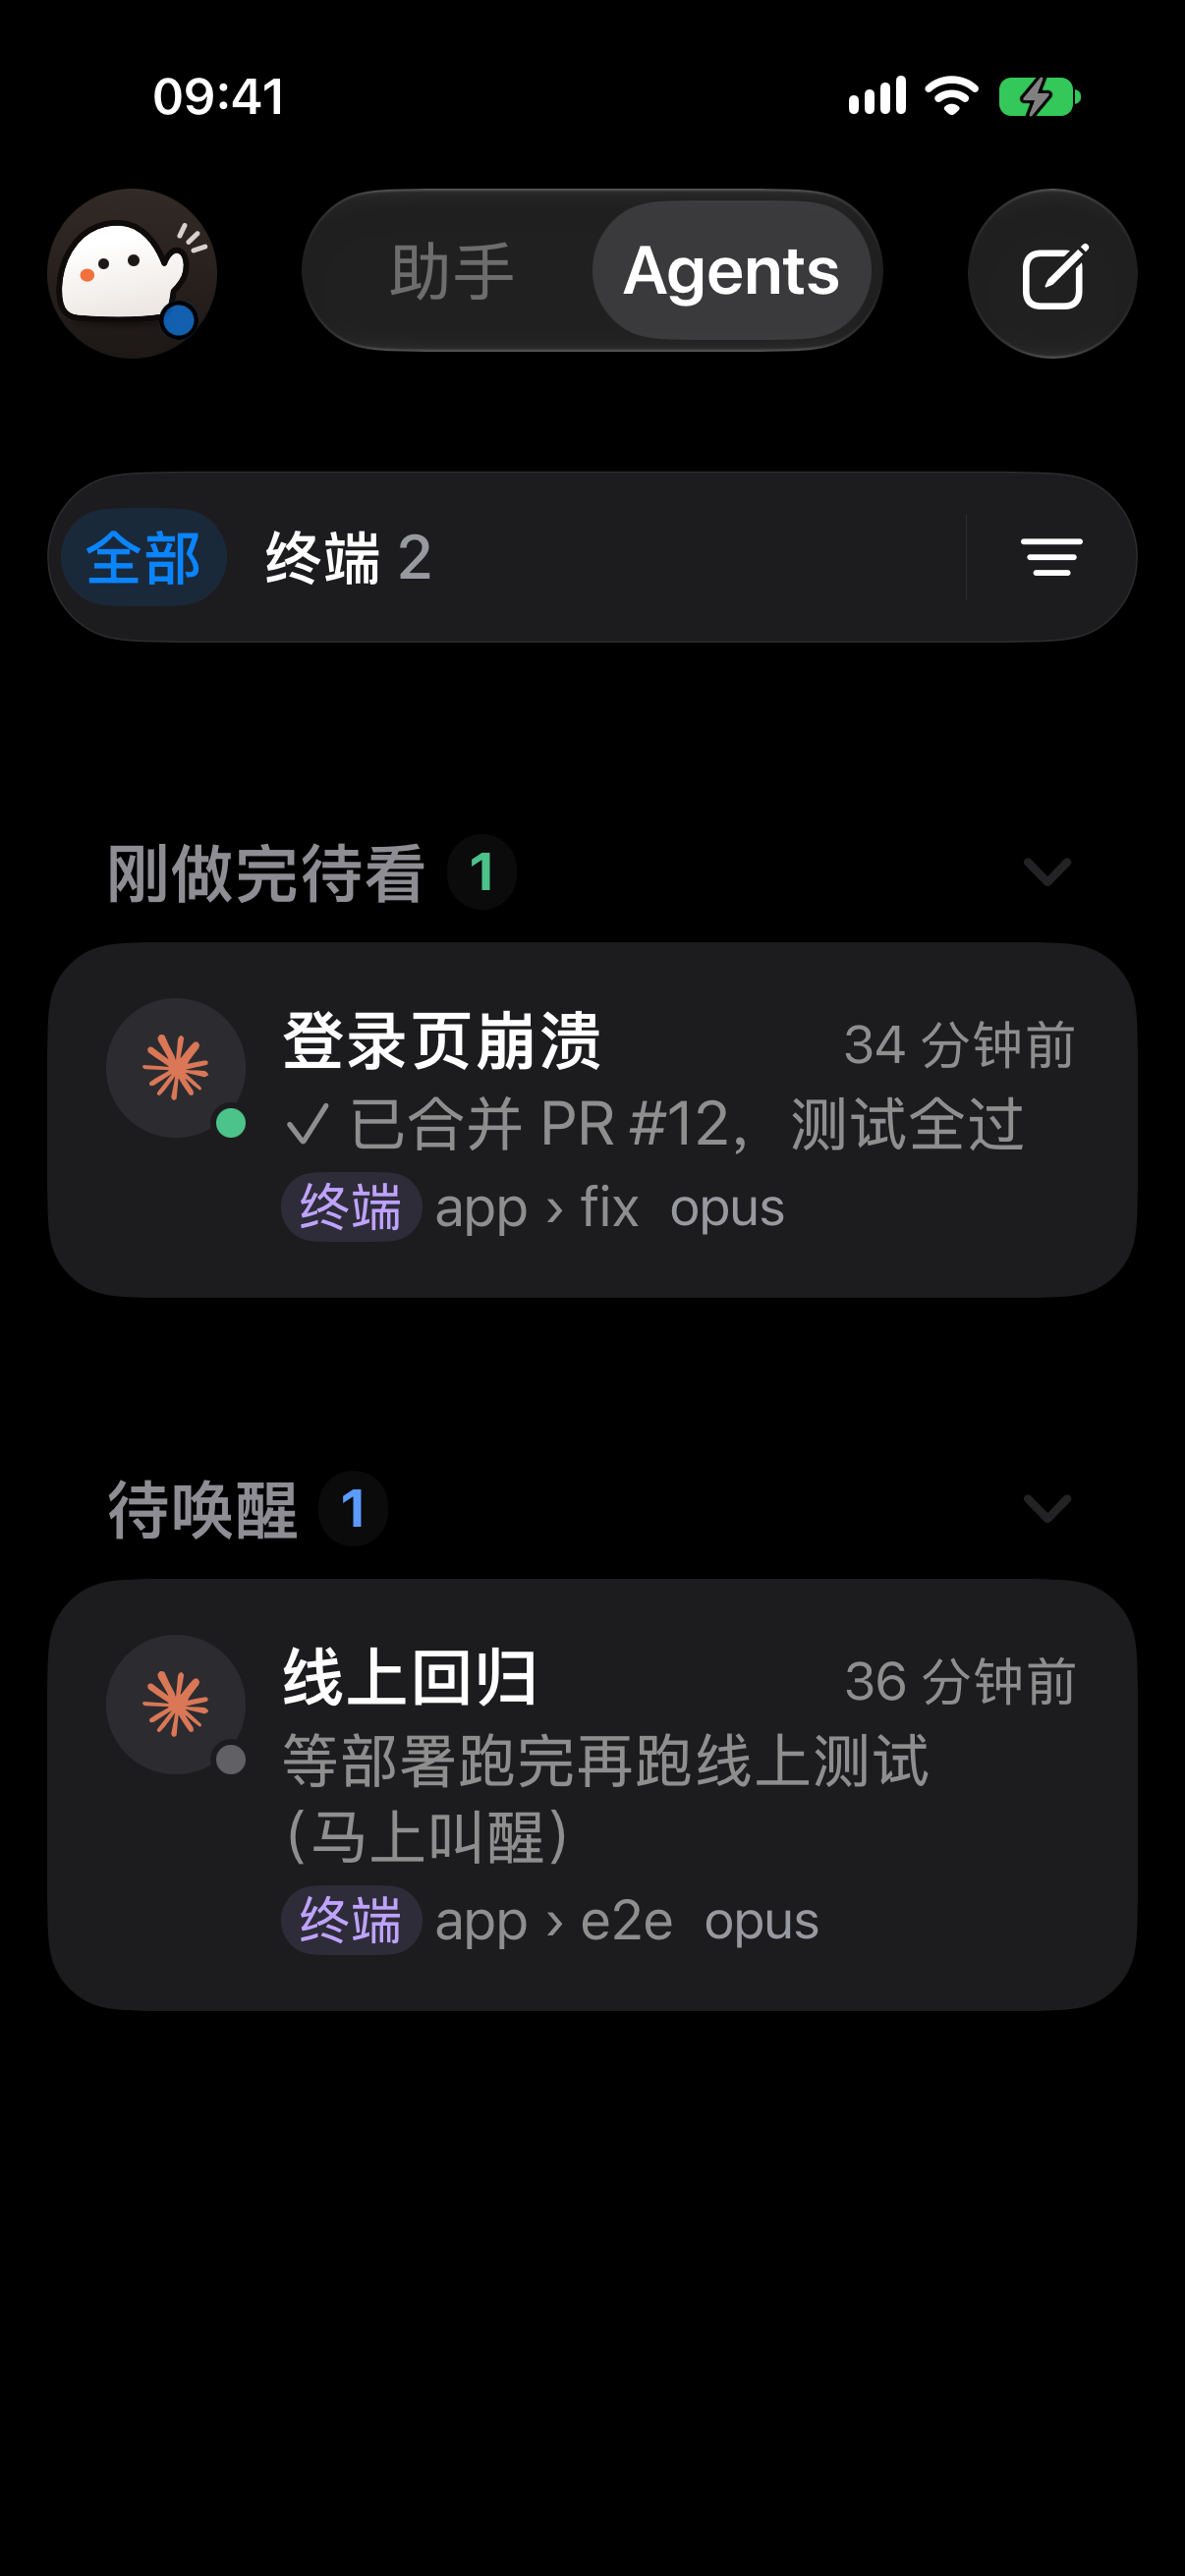 09:41
助手 Agents
全部 终端 2
刚做完待看 1
登录页崩溃 34 分钟前
✓ 已合并 PR #12，测试全过
终端 app › fix opus
待唤醒 1
线上回归 36 分钟前
等部署跑完再跑线上测试
（马上叫醒）
终端 app › e2e opus